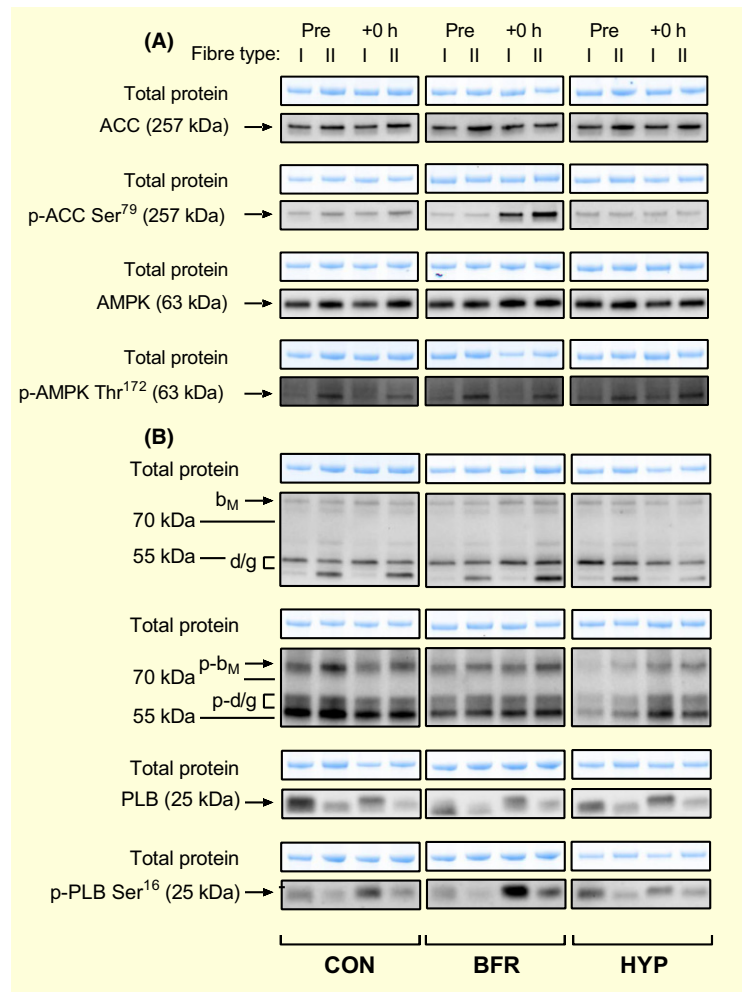 (A)
Pre +0 h Pre +0 h Pre +0 h
Fibre type: I II I II I II I II I II I II
Total protein
ACC (257 kDa)
Total protein
p-ACC Ser79 (257 kDa)
Total protein
AMPK (63 kDa)
Total protein
p-AMPK Thr172 (63 kDa)
(B)
Total protein
bM
70 kDa
55 kDa d/g
Total protein
p-bM
70 kDa
p-d/g
55 kDa
Total protein
PLB (25 kDa)
Total protein
p-PLB Ser16 (25 kDa)
CON BFR HYP